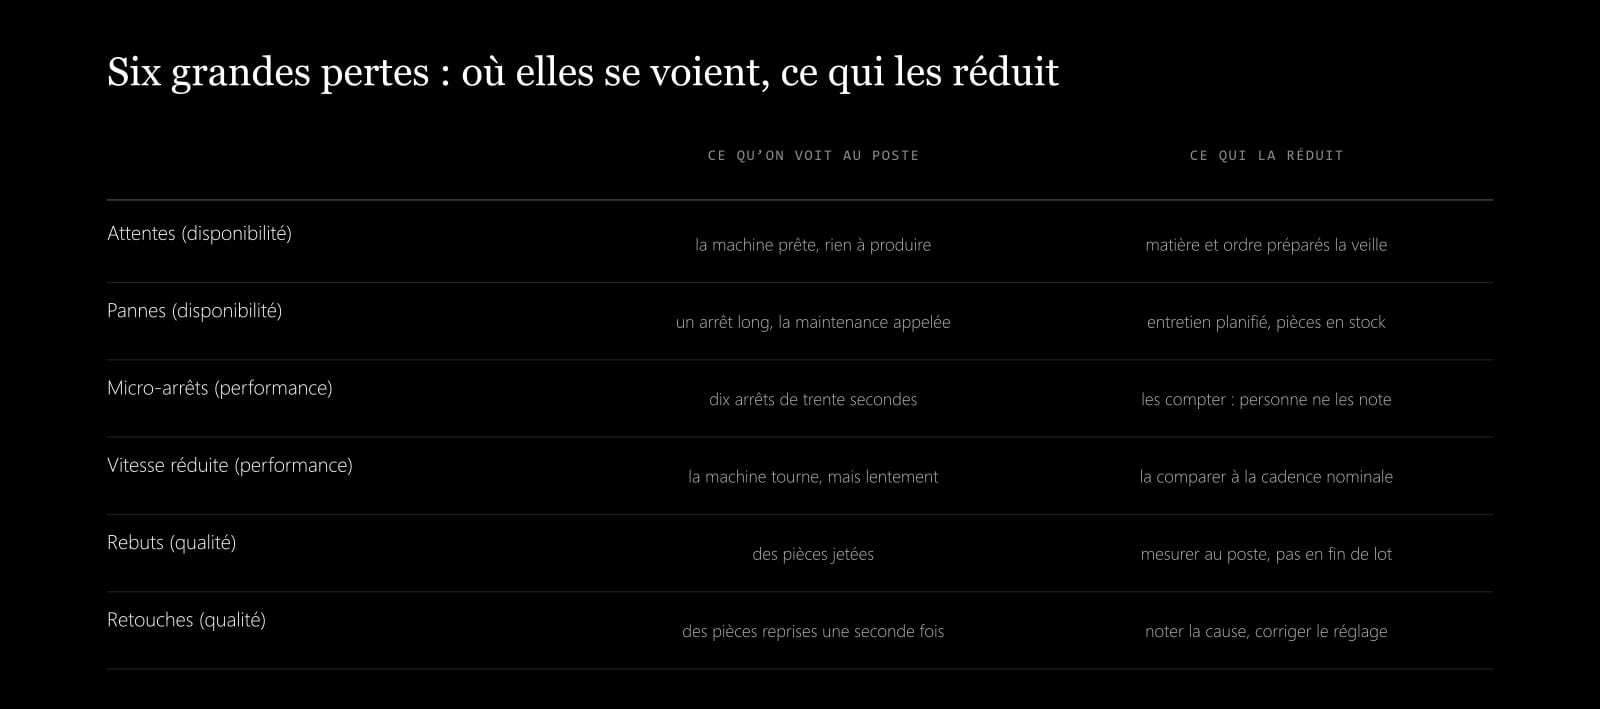 Six grandes pertes : où elles se voient, ce qui les réduit
CE QU’ON VOIT AU POSTE
CE QUI LA RÉDUIT
Attentes (disponibilité)
la machine prête, rien à produire
matière et ordre préparés la veille
Pannes (disponibilité)
un arrêt long, la maintenance appelée
entretien planifié, pièces en stock
Micro-arrêts (performance)
dix arrêts de trente secondes
les compter : personne ne les note
Vitesse réduite (performance)
la machine tourne, mais lentement
la comparer à la cadence nominale
Rebuts (qualité)
des pièces jetées
mesurer au poste, pas en fin de lot
Retouches (qualité)
des pièces reprises une seconde fois
noter la cause, corriger le réglage